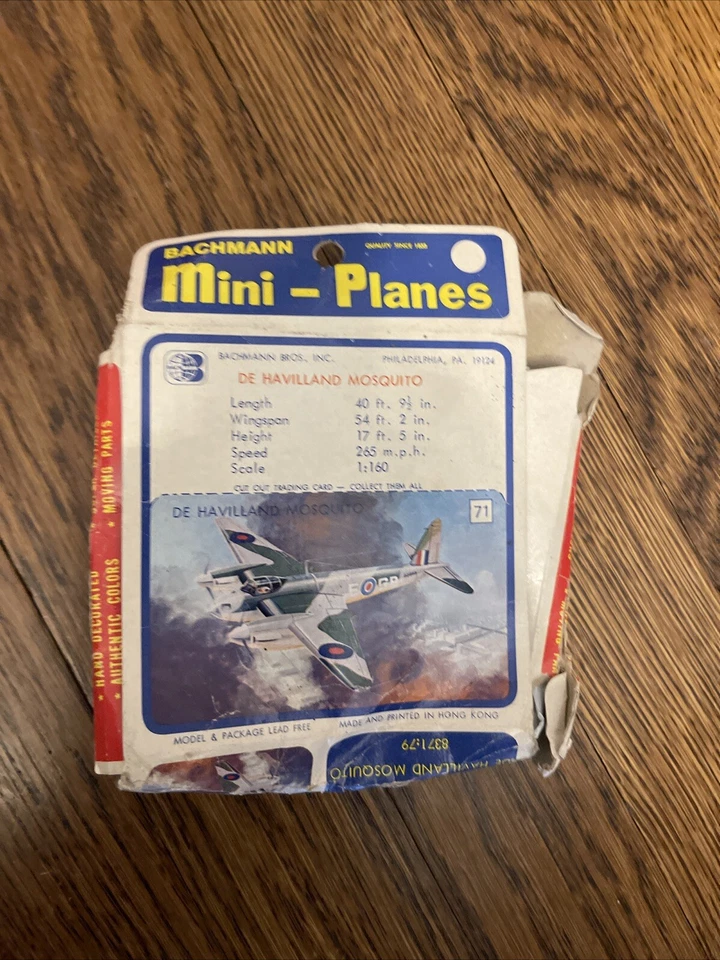 BACHMANN
QUALITY SINCE 1833
Mini - Planes
BACHMANN BROS., INC. PHILADELPHIA, PA. 19124
DE HAVILLAND MOSQUITO
Length 40 ft. 9½ in.
Wingspan 54 ft. 2 in.
Height 17 ft. 5 in.
Speed 265 m.p.h.
Scale 1:160
CUT OUT TRADING CARD — COLLECT THEM ALL
DE HAVILLAND MOSQUITO 71
MODEL & PACKAGE LEAD FREE MADE AND PRINTED IN HONG KONG
8371:79
DE HAVILLAND MOSQUITO
* HAND DECORATED
* MOVING PARTS
* AUTHENTIC COLORS